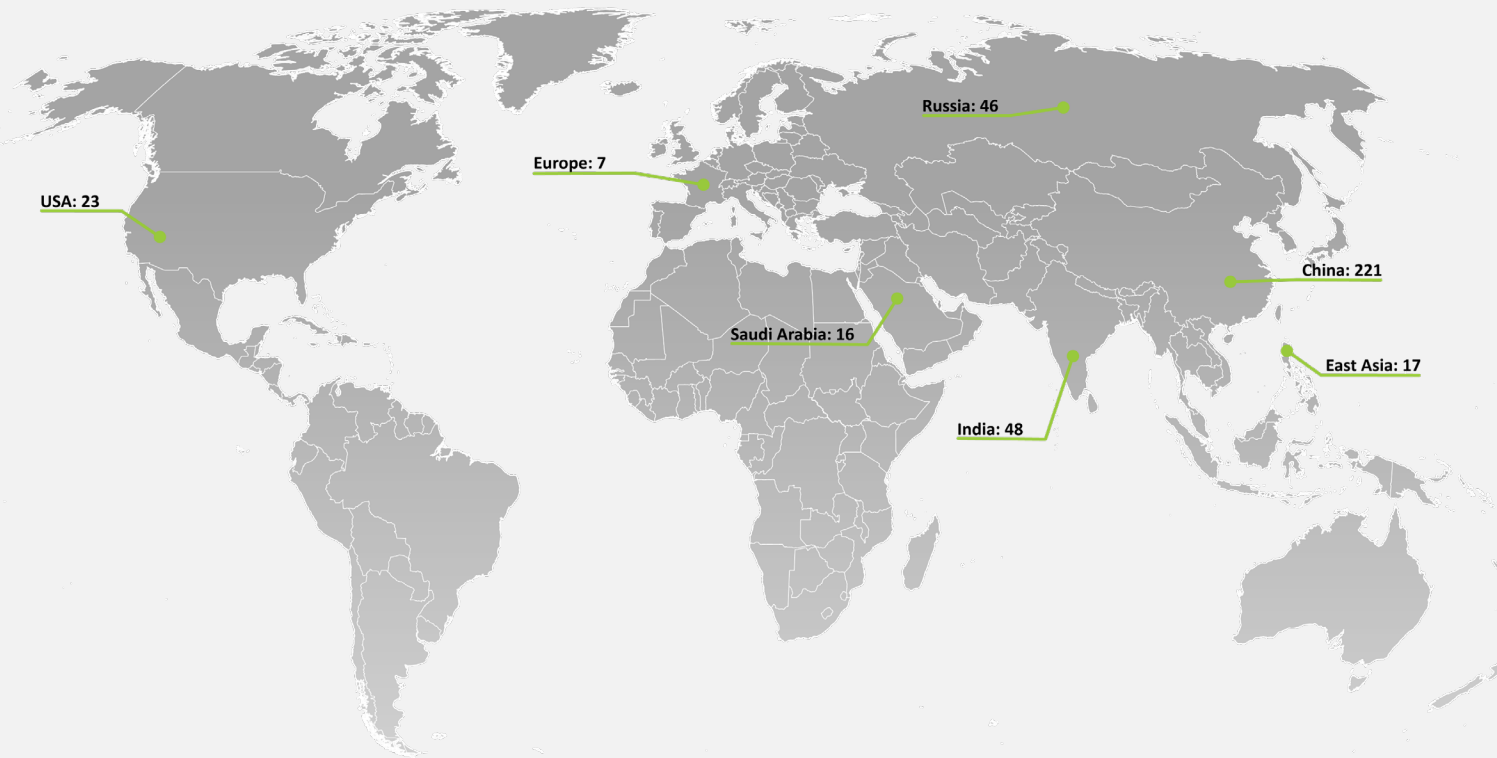 Russia: 46
Europe: 7
USA: 23
China: 221
Saudi Arabia: 16
East Asia: 17
India: 48